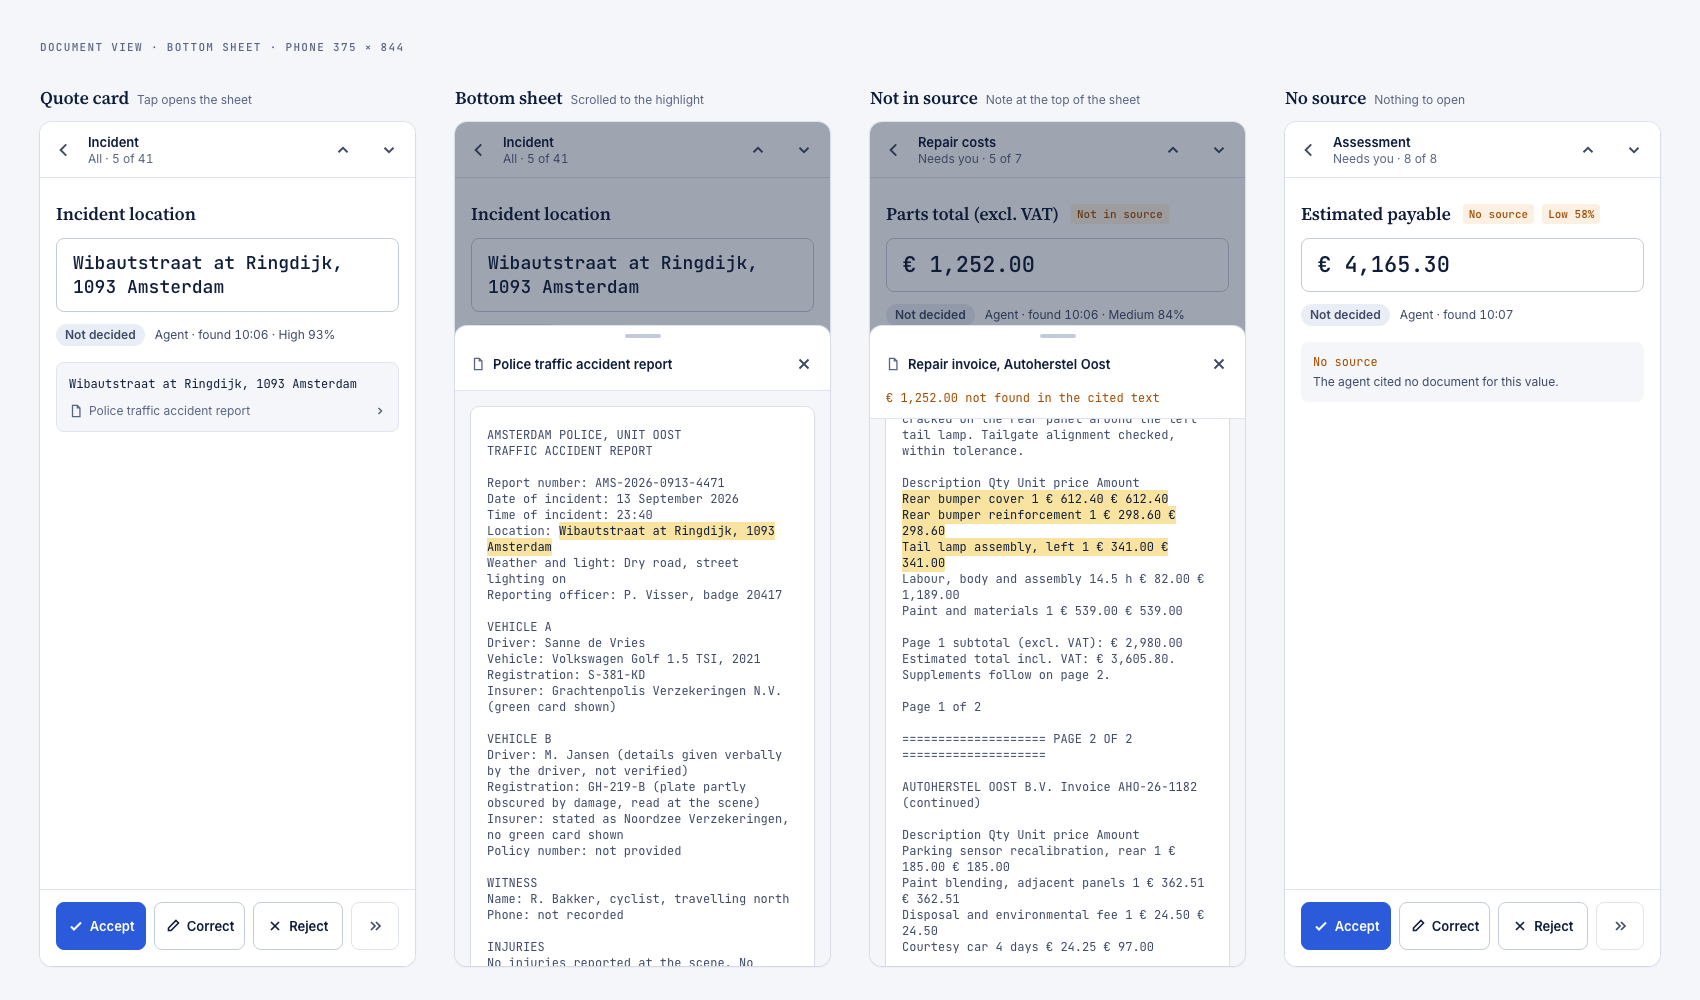 DOCUMENT VIEW · BOTTOM SHEET · PHONE 375 × 844
Quote card Tap opens the sheet
Incident
All · 5 of 41
Incident location
Wibautstraat at Ringdijk,
1093 Amsterdam
Not decided Agent · found 10:06 · High 93%
Wibautstraat at Ringdijk, 1093 Amsterdam
Police traffic accident report
Accept Correct Reject
Bottom sheet Scrolled to the highlight
Incident
All · 5 of 41
Incident location
Wibautstraat at Ringdijk,
1093 Amsterdam
Police traffic accident report
AMSTERDAM POLICE, UNIT OOST
TRAFFIC ACCIDENT REPORT
Report number: AMS-2026-0913-4471
Date of incident: 13 September 2026
Time of incident: 23:40
Location: Wibautstraat at Ringdijk, 1093
Amsterdam
Weather and light: Dry road, street
lighting on
Reporting officer: P. Visser, badge 20417
VEHICLE A
Driver: Sanne de Vries
Vehicle: Volkswagen Golf 1.5 TSI, 2021
Registration: S-381-KD
Insurer: Grachtenpolis Verzekeringen N.V.
(green card shown)
VEHICLE B
Driver: M. Jansen (details given verbally
by the driver, not verified)
Registration: GH-219-B (plate partly
obscured by damage, read at the scene)
Insurer: stated as Noordzee Verzekeringen,
no green card shown
Policy number: not provided
WITNESS
Name: R. Bakker, cyclist, travelling north
Phone: not recorded
INJURIES
No injuries reported at the scene. No
Not in source Note at the top of the sheet
Repair costs
Needs you · 5 of 7
Parts total (excl. VAT) Not in source
€ 1,252.00
Not decided Agent · found 10:06 · Medium 84%
Repair invoice, Autoherstel Oost
€ 1,252.00 not found in the cited text
cracked on the rear panel around the left
tail lamp. Tailgate alignment checked,
within tolerance.
Description Qty Unit price Amount
Rear bumper cover 1 € 612.40 € 612.40
Rear bumper reinforcement 1 € 298.60 €
298.60
Tail lamp assembly, left 1 € 341.00 €
341.00
Labour, body and assembly 14.5 h € 82.00 €
1,189.00
Paint and materials 1 € 539.00 € 539.00
Page 1 subtotal (excl. VAT): € 2,980.00
Estimated total incl. VAT: € 3,605.80.
Supplements follow on page 2.
Page 1 of 2
==================== PAGE 2 OF 2
====================
AUTOHERSTEL OOST B.V. Invoice AHO-26-1182
(continued)
Description Qty Unit price Amount
Parking sensor recalibration, rear 1 €
185.00 € 185.00
Paint blending, adjacent panels 1 € 362.51
€ 362.51
Disposal and environmental fee 1 € 24.50 €
24.50
Courtesy car 4 days € 24.25 € 97.00
No source Nothing to open
Assessment
Needs you · 8 of 8
Estimated payable No source Low 58%
€ 4,165.30
Not decided Agent · found 10:07
No source
The agent cited no document for this value.
Accept Correct Reject